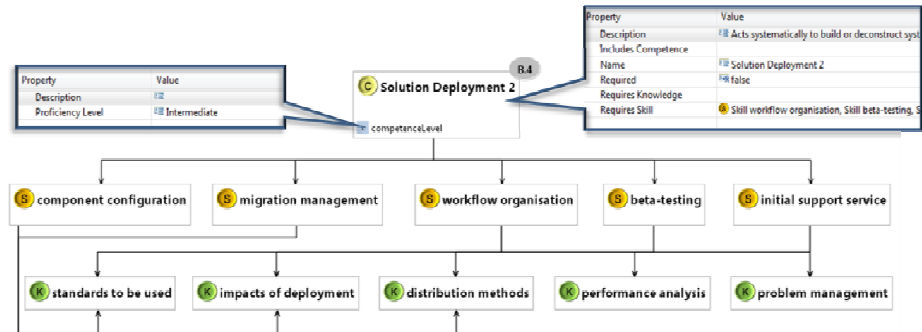 Property Value
Description Acts systematically to build or deconstruct syst
Includes Competence
Name Solution Deployment 2
Required false
Requires Knowledge
Requires Skill Skill workflow organisation, Skill beta-testing, S
B.4
Property Value
Description
Proficiency Level Intermediate
C Solution Deployment 2
competenceLevel
S component configuration
S migration management
S workflow organisation
S beta-testing
S initial support service
K standards to be used
K impacts of deployment
K distribution methods
K performance analysis
K problem management